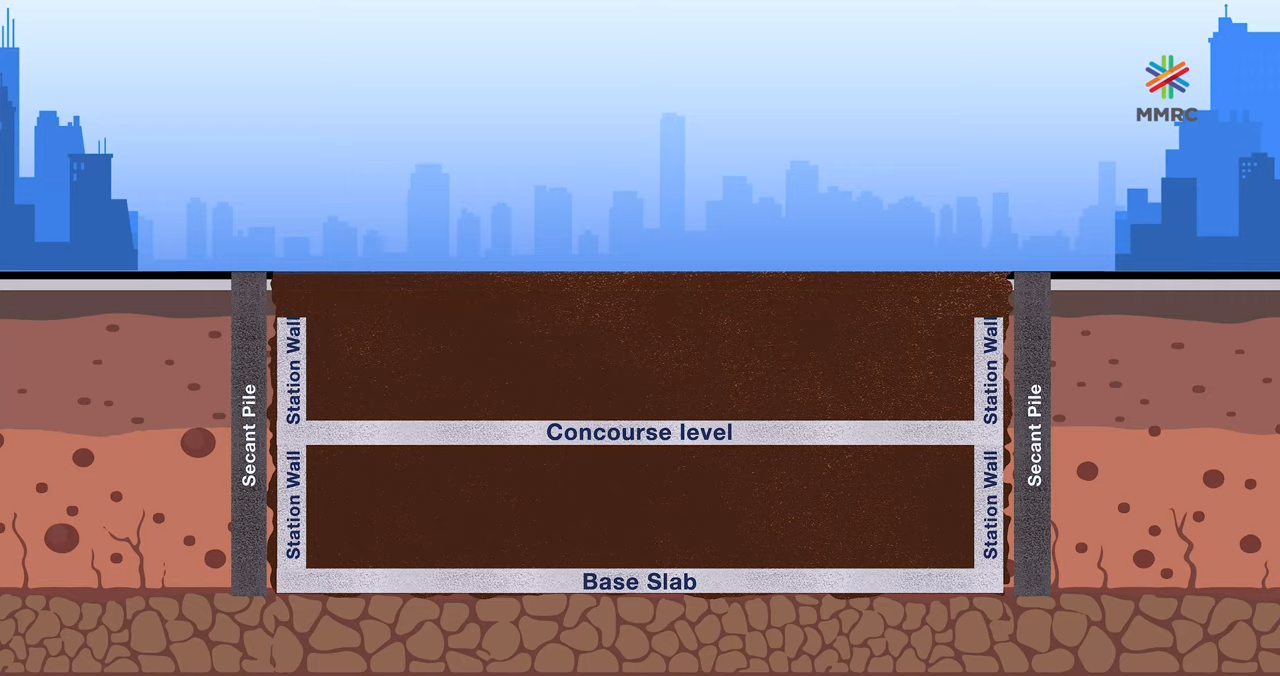 MMRC
Station Wall
Station Wall
Secant Pile
Secant Pile
Concourse level
Station Wall
Station Wall
Base Slab